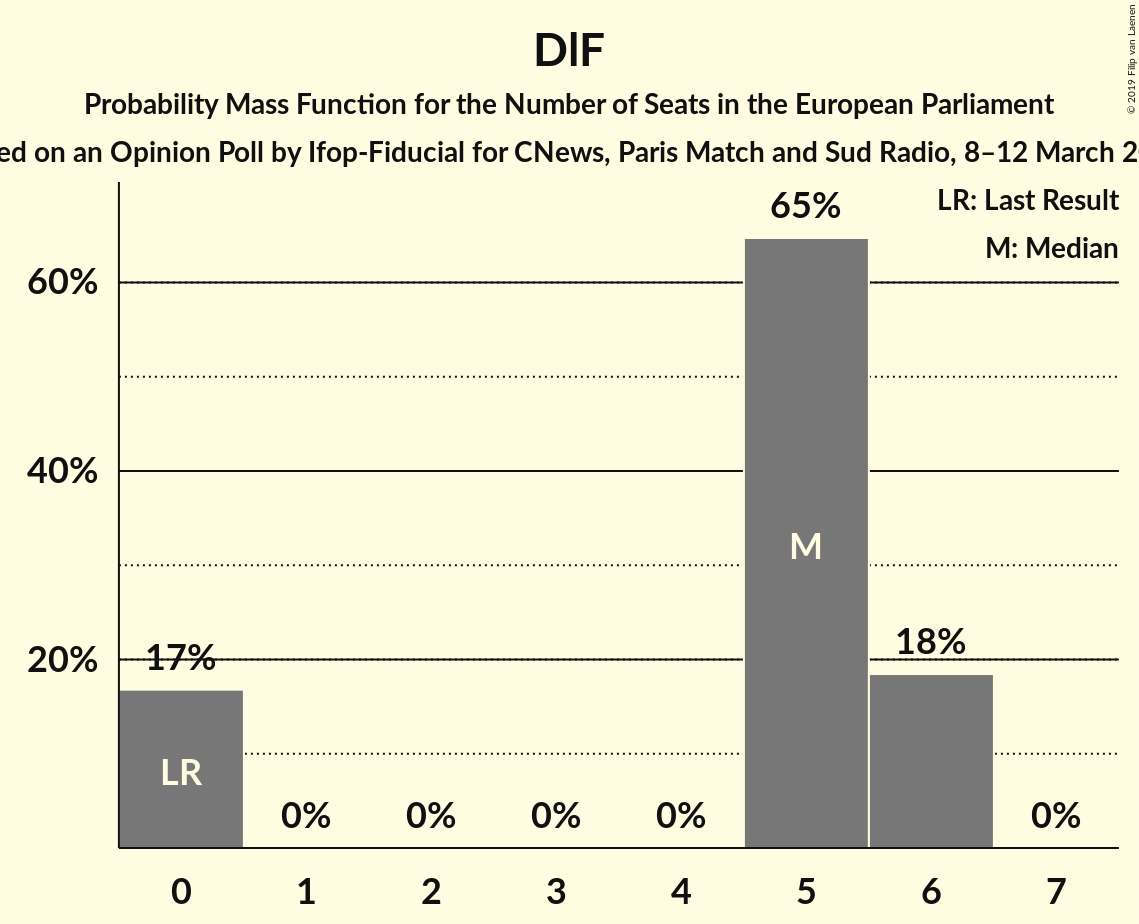 DlF
Probability Mass Function for the Number of Seats in the European Parliament
on an Opinion Poll by Ifop-Fiducial for CNews, Paris Match and Sud Radio, 8–12 March
© 2019 Filip van Laenen
LR: Last Result
M: Median
65%
60%
40%
20%
17%
18%
M
LR
0%
0%
0%
0%
0%
0
1
2
3
4
5
6
7